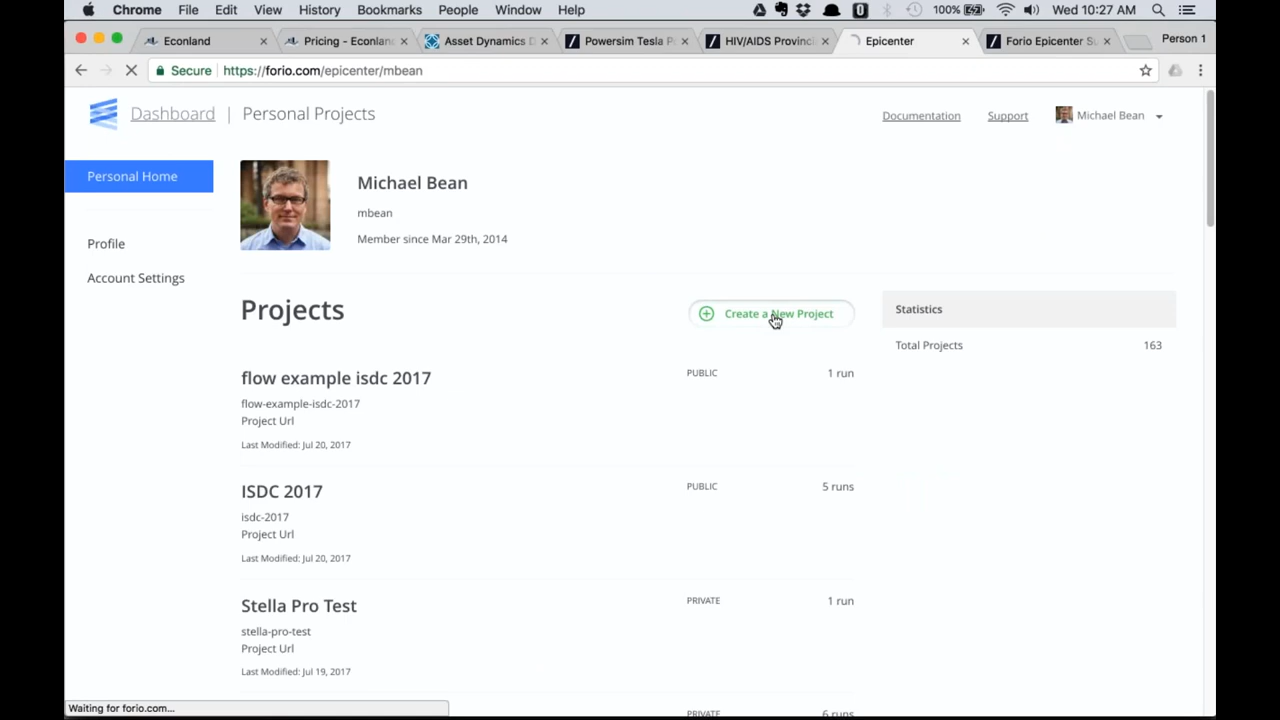 Chrome File Edit View History Bookmarks People Window Help 100% Wed 10:27 AM
Econland Pricing - Econlan Asset Dynamics D Powersim Tesla P HIV/AIDS Provinci Epicenter Forio Epicenter Su Person 1
Secure https://forio.com/epicenter/mbean
Dashboard | Personal Projects Documentation Support Michael Bean
Personal Home
Profile
Account Settings
Michael Bean
mbean
Member since Mar 29th, 2014
Projects Create a New Project
Statistics
Total Projects 163
flow example isdc 2017 PUBLIC 1 run
flow-example-isdc-2017
Project Url
Last Modified: Jul 20, 2017
ISDC 2017 PUBLIC 5 runs
isdc-2017
Project Url
Last Modified: Jul 20, 2017
Stella Pro Test PRIVATE 1 run
stella-pro-test
Project Url
Last Modified: Jul 19, 2017
PRIVATE 6 runs
Waiting for forio.com...